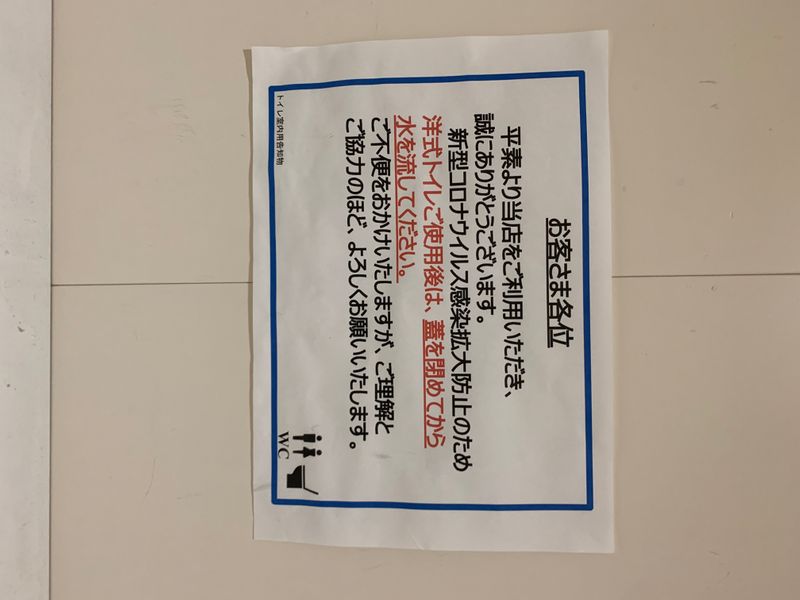 お客さま各位
平素より当店をご利用いただき、
誠にありがとうございます。
新型コロナウイルス感染拡大防止のため
洋式トイレご使用後は、蓋を閉めてから
水を流してください。
ご不便をおかけいたしますが、ご理解と
ご協力のほど、よろしくお願いいたします。
WC
トイレ室内用告知物